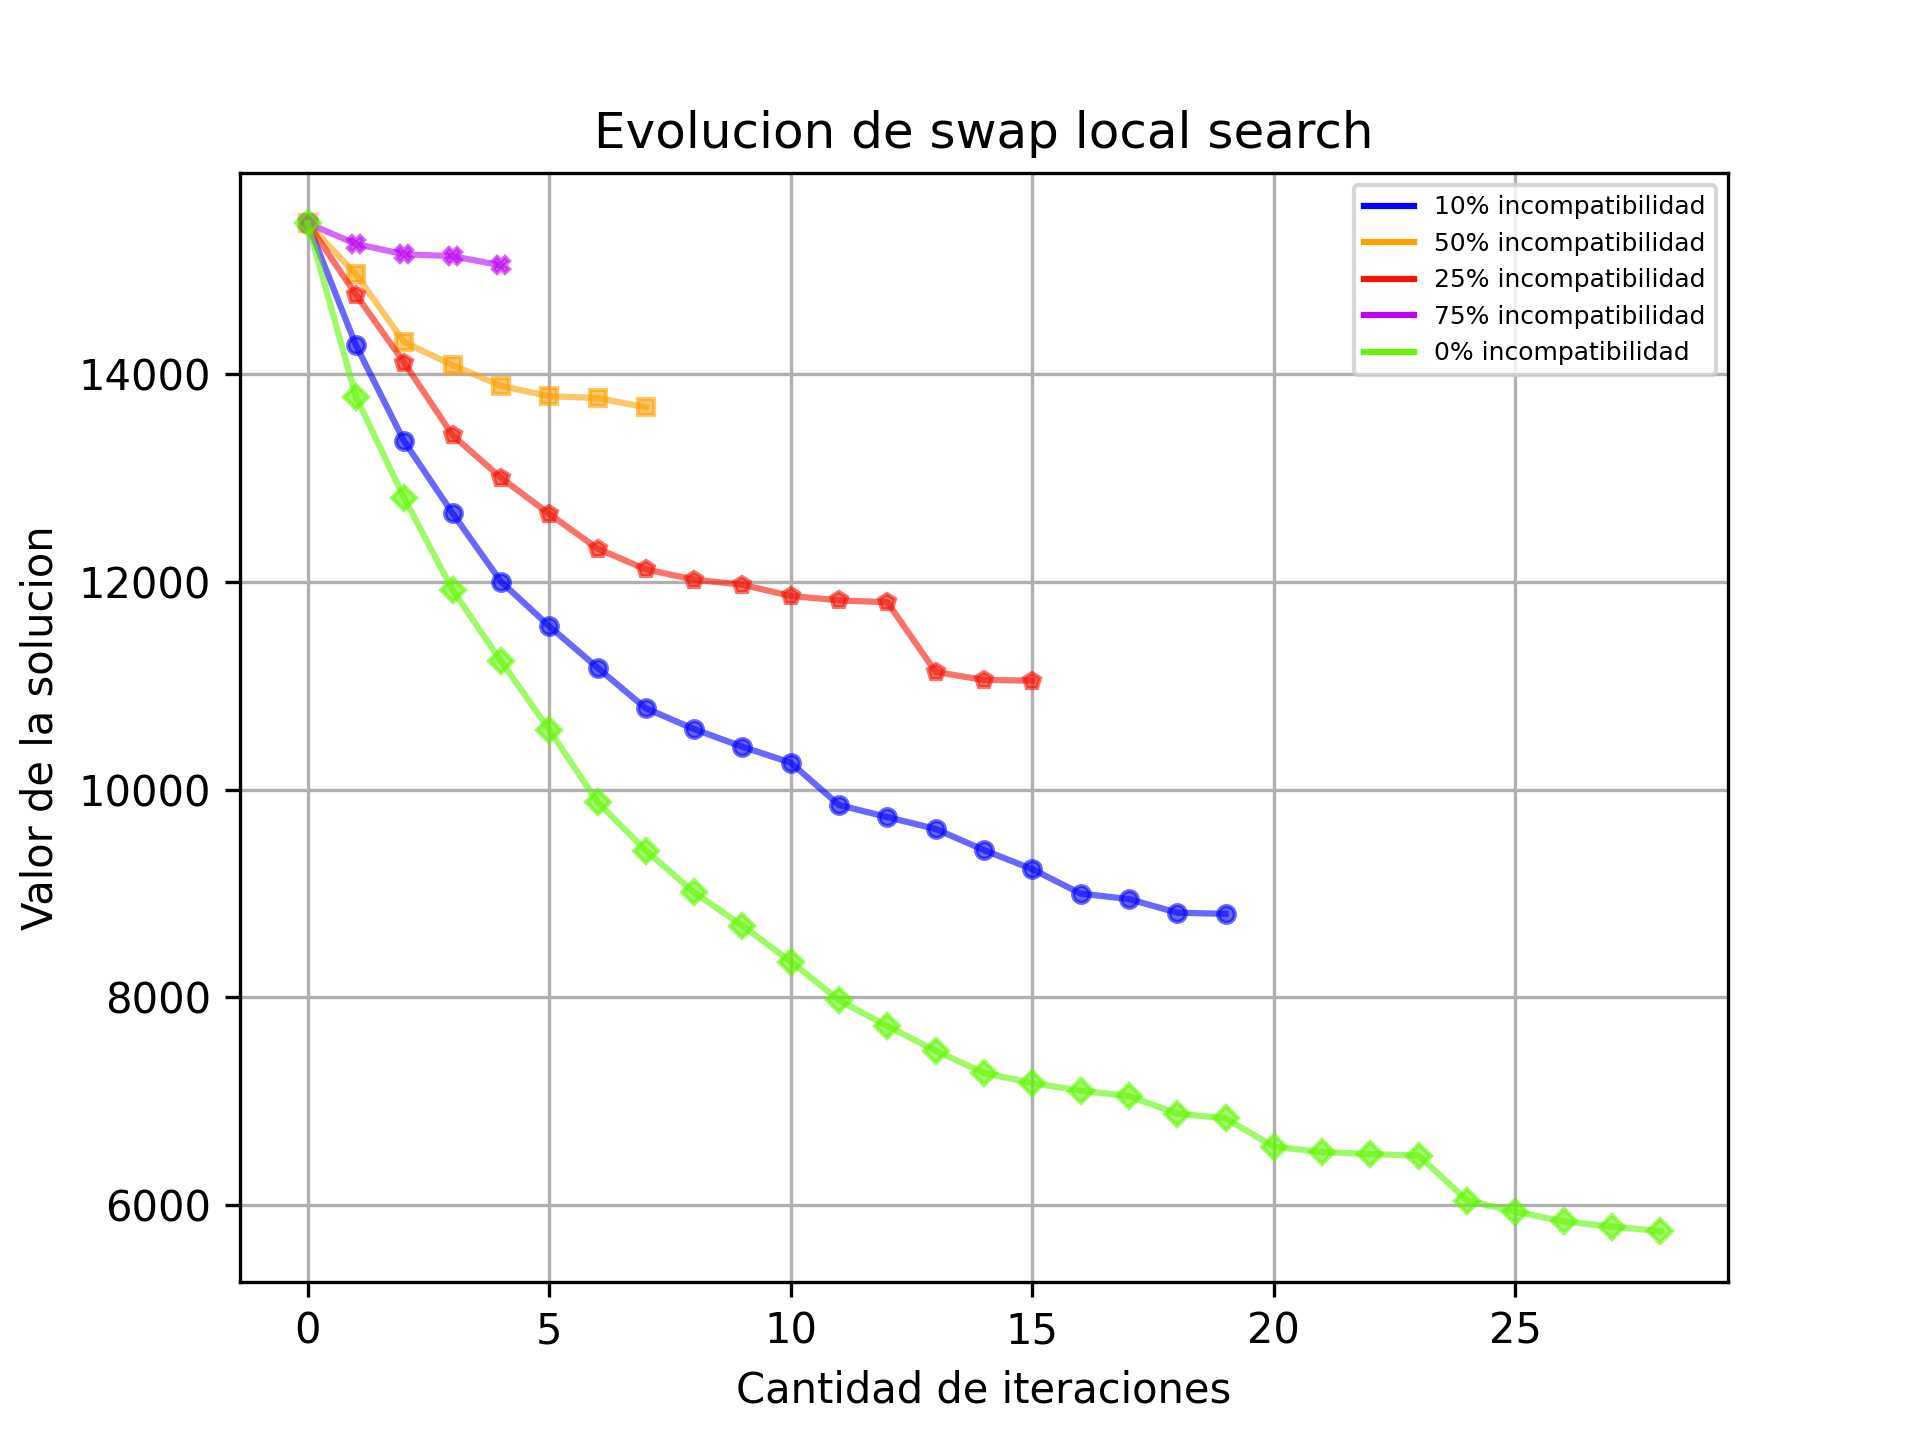 Evolucion de swap local search
10% incompatibilidad
50% incompatibilidad
25% incompatibilidad
75% incompatibilidad
0% incompatibilidad
Valor de la solucion
14000
12000
10000
8000
6000
0 5 10 15 20 25
Cantidad de iteraciones